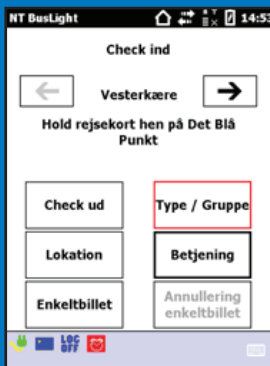 NT BusLight 14:53
Check ind
Vesterkære
Hold rejsekort hen på Det Blå
Punkt
Check ud Type / Gruppe
Lokation Betjening
Enkeltbillet Annullering
enkeltbillet
LOG
OFF